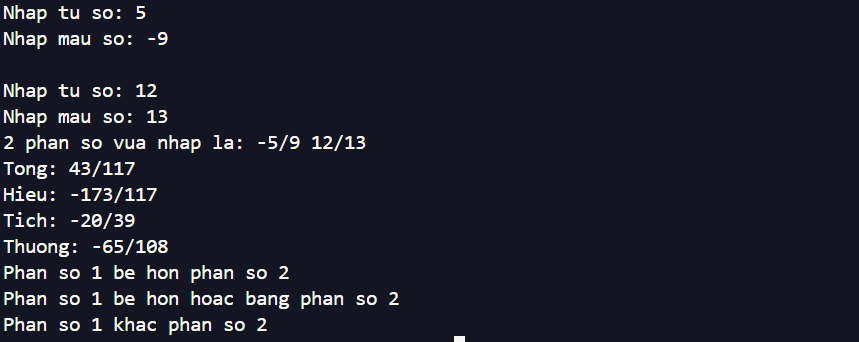 Nhap tu so: 5
Nhap mau so: -9
Nhap tu so: 12
Nhap mau so: 13
2 phan so vua nhap la: -5/9 12/13
Tong: 43/117
Hieu: -173/117
Tich: -20/39
Thuong: -65/108
Phan so 1 be hon phan so 2
Phan so 1 be hon hoac bang phan so 2
Phan so 1 khac phan so 2